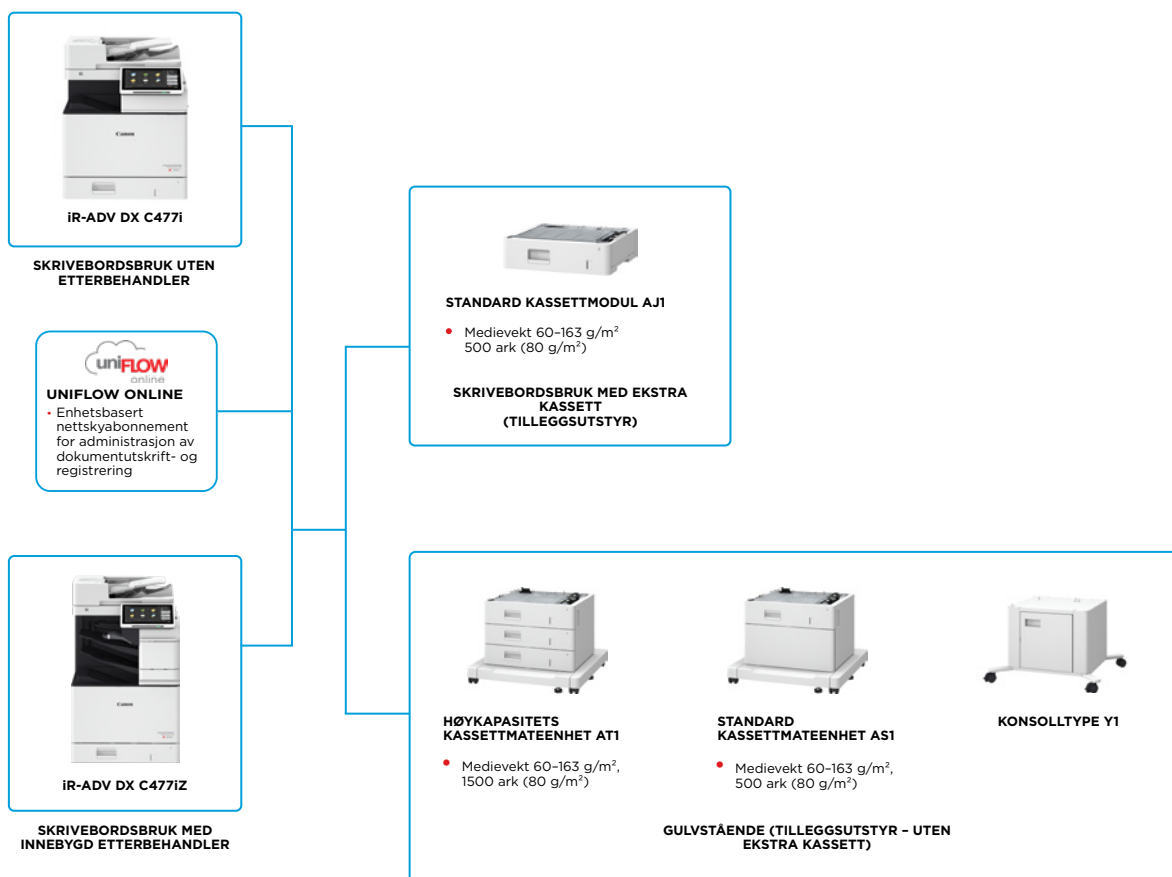 Canon
iR-ADV DX C477i
SKRIVEBORDSBRUK UTEN
ETTERBEHANDLER
uniFLOW
online
UNIFLOW ONLINE
• Enhetsbasert
nettskyabonnement
for administrasjon av
dokumentutskrift- og
registrering
Canon
iR-ADV DX C477iZ
SKRIVEBORDSBRUK MED
INNEBYGD ETTERBEHANDLER
STANDARD KASSETTMODUL AJ1
• Medievekt 60–163 g/m²
500 ark (80 g/m²)
SKRIVEBORDSBRUK MED EKSTRA
KASSETT
(TILLEGGSUTSTYR)
HØYKAPASITETS
KASSETTMATEENHET AT1
• Medievekt 60–163 g/m²,
1500 ark (80 g/m²)
STANDARD
KASSETTMATEENHET AS1
• Medievekt 60–163 g/m²,
500 ark (80 g/m²)
KONSOLLTYPE Y1
GULVSTÅENDE (TILLEGGSUTSTYR – UTEN
EKSTRA KASSETT)